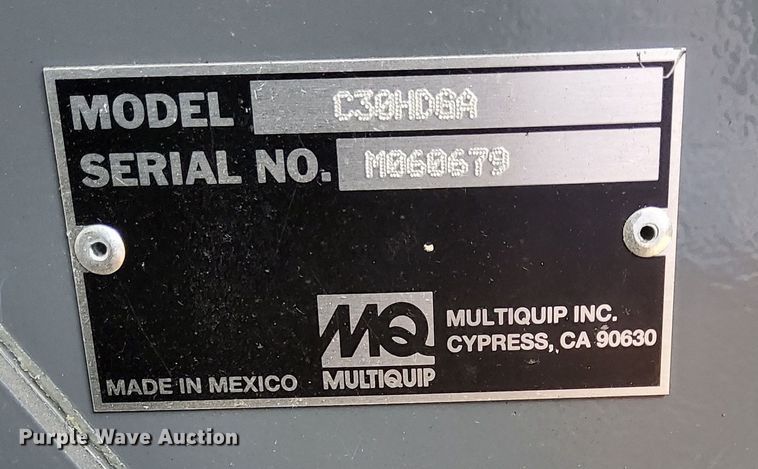 MODEL C30HDGA
SERIAL NO. M060679
MQ
MULTIQUIP
MULTIQUIP INC.
CYPRESS, CA 90630
MADE IN MEXICO
Purple Wave Auction